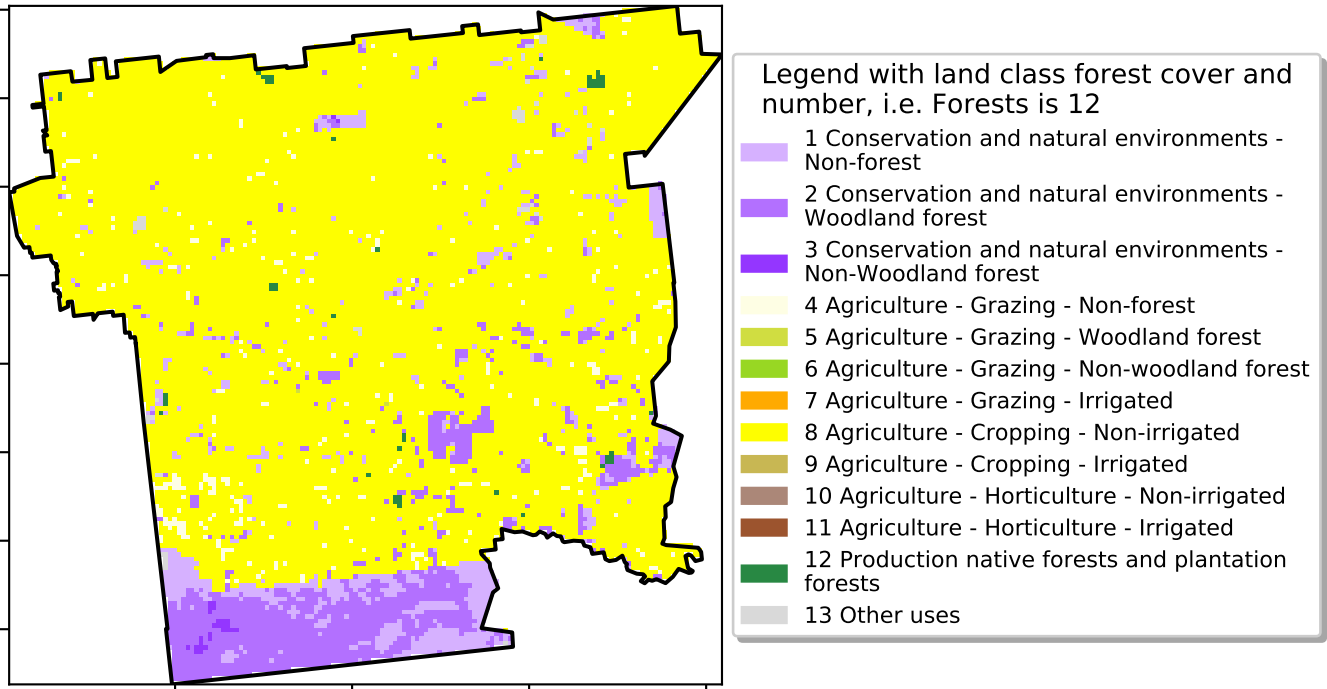 Legend with land class forest cover and
number, i.e. Forests is 12
1 Conservation and natural environments -
Non-forest
2 Conservation and natural environments -
Woodland forest
3 Conservation and natural environments -
Non-Woodland forest
4 Agriculture - Grazing - Non-forest
5 Agriculture - Grazing - Woodland forest
6 Agriculture - Grazing - Non-woodland forest
7 Agriculture - Grazing - Irrigated
8 Agriculture - Cropping - Non-irrigated
9 Agriculture - Cropping - Irrigated
10 Agriculture - Horticulture - Non-irrigated
11 Agriculture - Horticulture - Irrigated
12 Production native forests and plantation
forests
13 Other uses